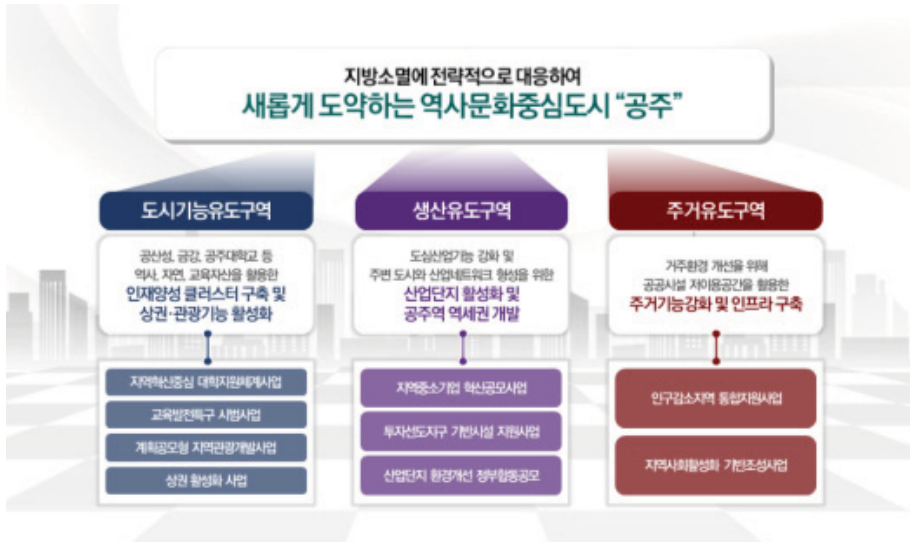 지방소멸에 전략적으로 대응하여
새롭게 도약하는 역사문화중심도시 “공주”
도시기능유도구역
공산성, 금강, 공주대학교 등
역사, 자연, 교육자산을 활용한
인재양성 클러스터 구축 및
상권·관광기능 활성화
지역혁신중심 대학지원체계사업
교육발전특구 시범사업
계획공모형 지역관광개발사업
상권 활성화 사업
생산유도구역
도심산업기능 강화 및
주변 도시와 산업네트워크 형성을 위한
산업단지 활성화 및
공주역 역세권 개발
지역중소기업 혁신공모사업
투자선도지구 기반시설 지원사업
산업단지 환경개선 정부합동공모
주거유도구역
거주환경 개선을 위해
공공시설 저이용공간을 활용한
주거기능강화 및 인프라 구축
인구감소지역 통합지원사업
지역사회활성화 기반조성사업